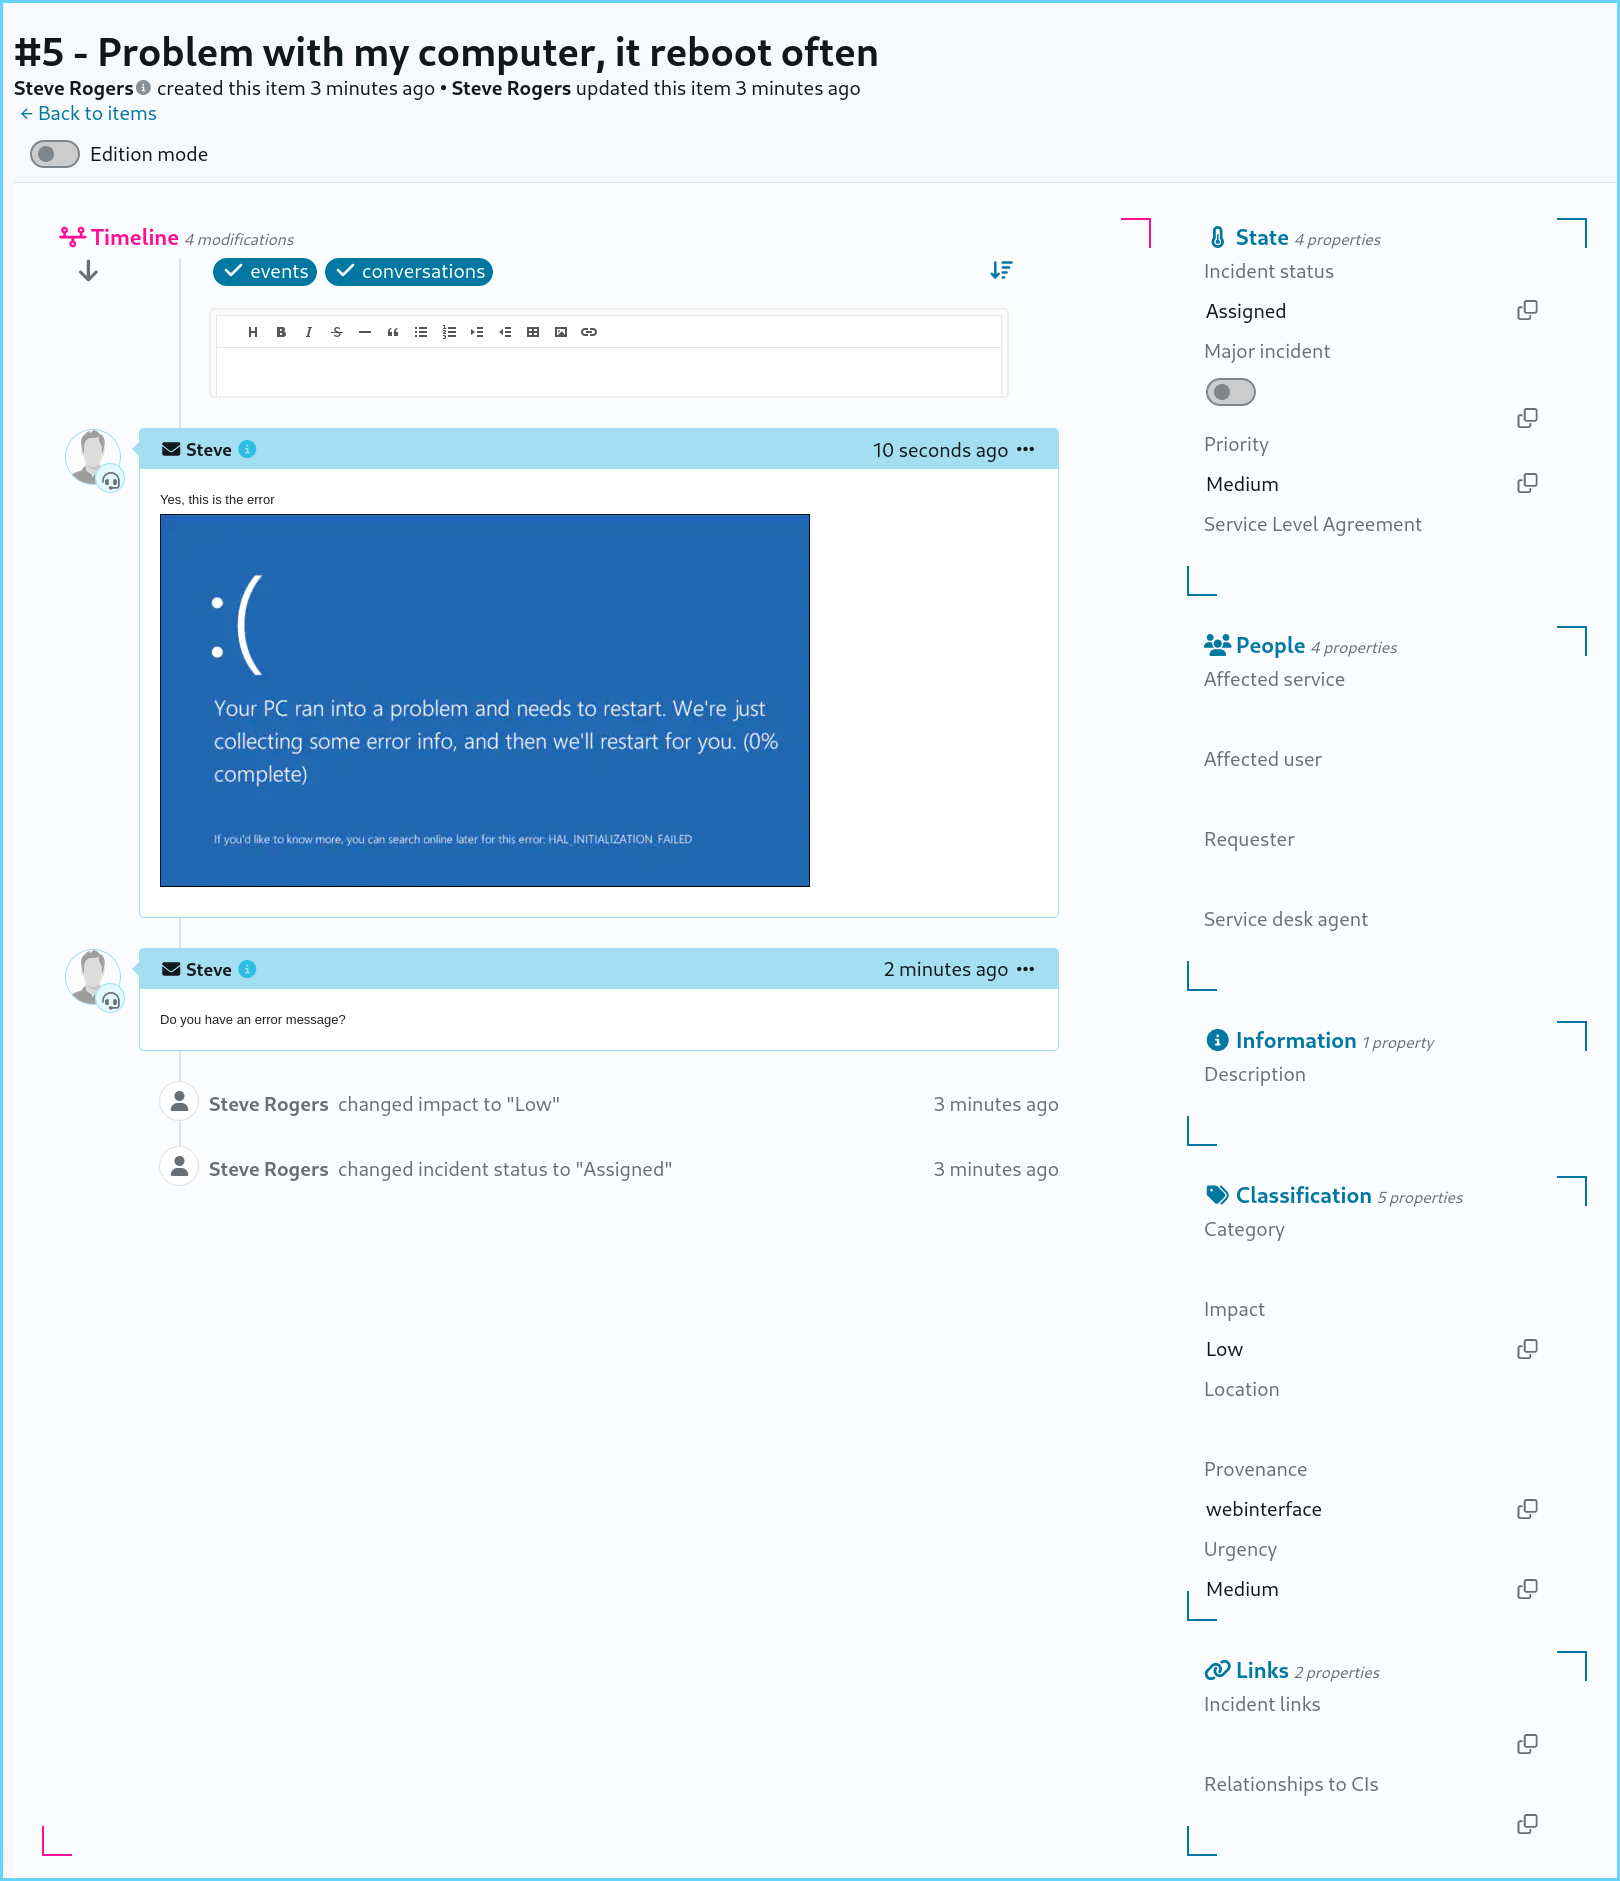 #5 - Problem with my computer, it reboot often
Steve Rogers created this item 3 minutes ago • Steve Rogers updated this item 3 minutes ago
← Back to items
Edition mode
Timeline 4 modifications
events conversations
H B I S
Steve 10 seconds ago •••
Yes, this is the error
:(
Your PC ran into a problem and needs to restart. We're just
collecting some error info, and then we'll restart for you. (0%
complete)
If you'd like to know more, you can search online later for this error: HAL_INITIALIZATION_FAILED
Steve 2 minutes ago •••
Do you have an error message?
Steve Rogers changed impact to "Low" 3 minutes ago
Steve Rogers changed incident status to "Assigned" 3 minutes ago
State 4 properties
Incident status
Assigned
Major incident
Priority
Medium
Service Level Agreement
People 4 properties
Affected service
Affected user
Requester
Service desk agent
Information 1 property
Description
Classification 5 properties
Category
Impact
Low
Location
Provenance
webinterface
Urgency
Medium
Links 2 properties
Incident links
Relationships to CIs